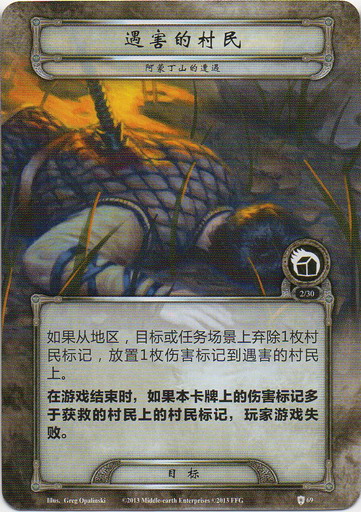 遇害的村民
阿蒙丁山的遭遇
2/30
如果从地区，目标或任务场景上弃除1枚村
民标记，放置1枚伤害标记到遇害的村民
上。
在游戏结束时，如果本卡牌上的伤害标记多
于获救的村民上的村民标记，玩家游戏失
败。
目标
Illus. Greg Opalinski ©2013 Middle-earth Enterprises ©2013 FFG 69